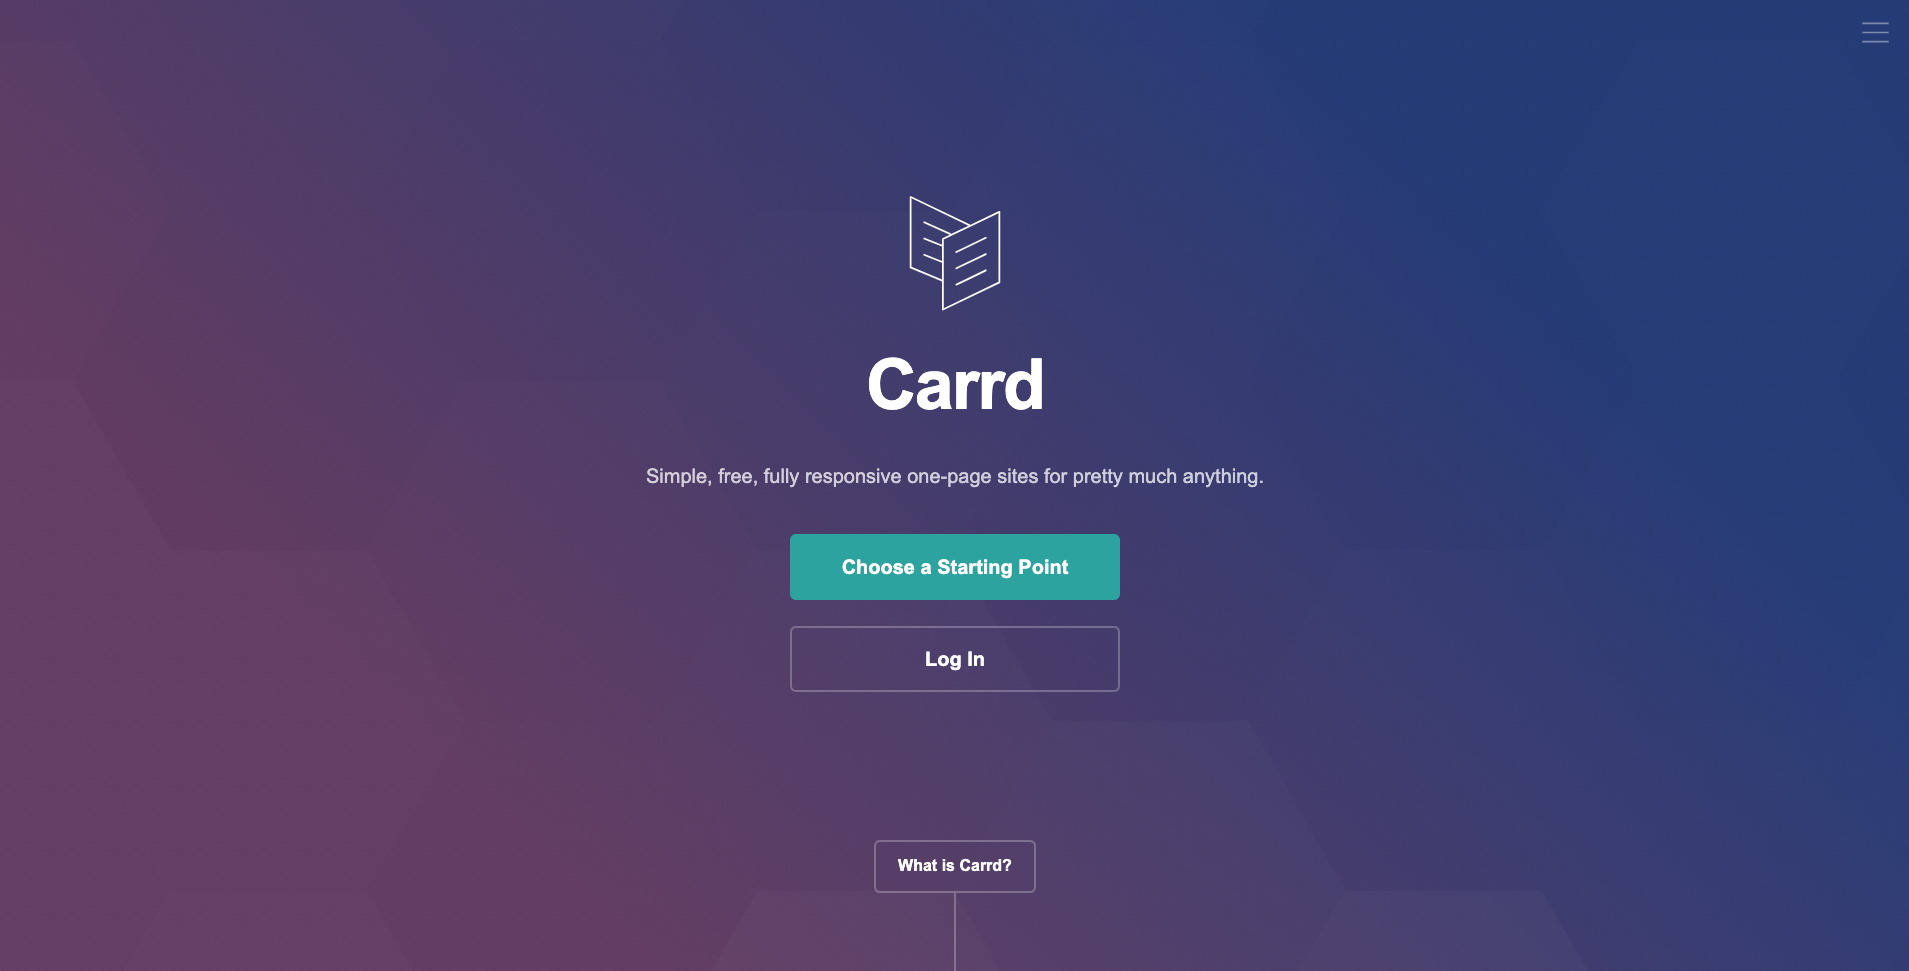 Carrd
Simple, free, fully responsive one-page sites for pretty much anything.
Choose a Starting Point
Log In
What is Carrd?